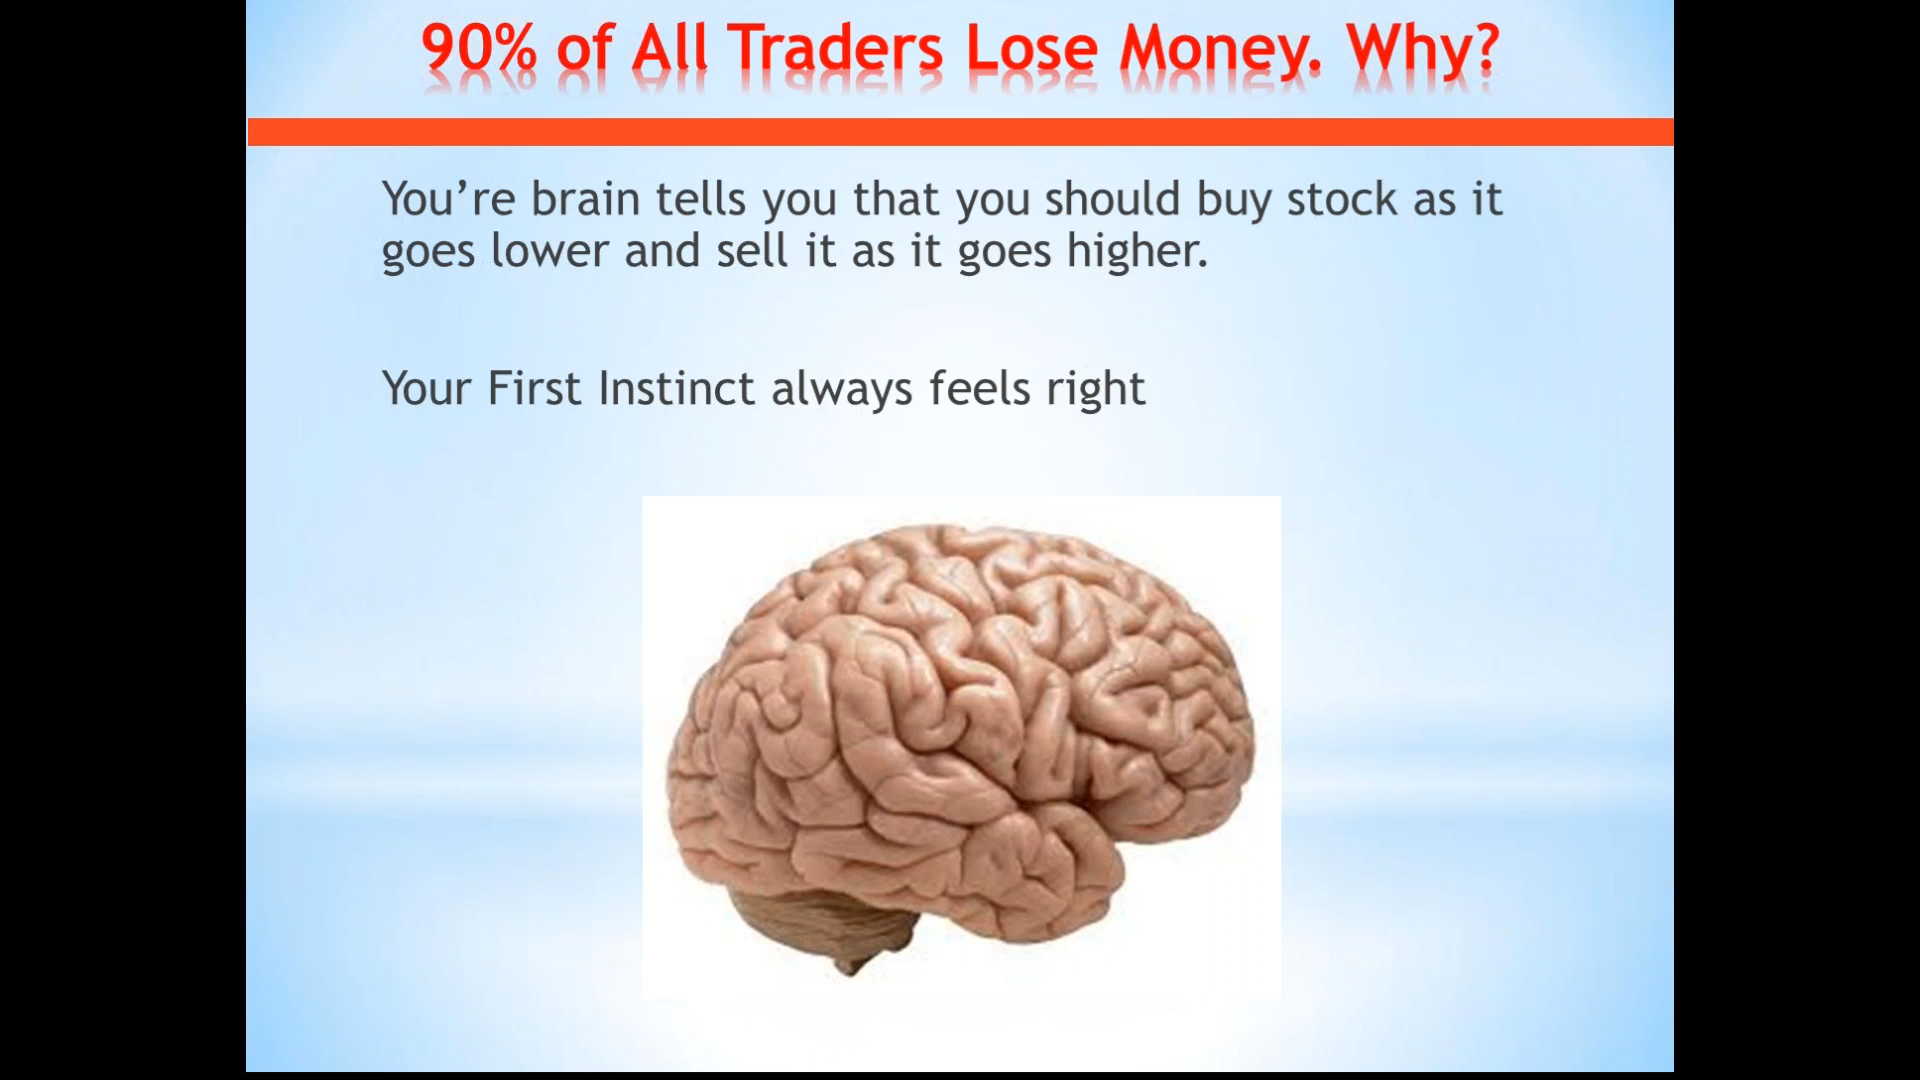 90% of All Traders Lose Money. Why?
You’re brain tells you that you should buy stock as it
goes lower and sell it as it goes higher.
Your First Instinct always feels right